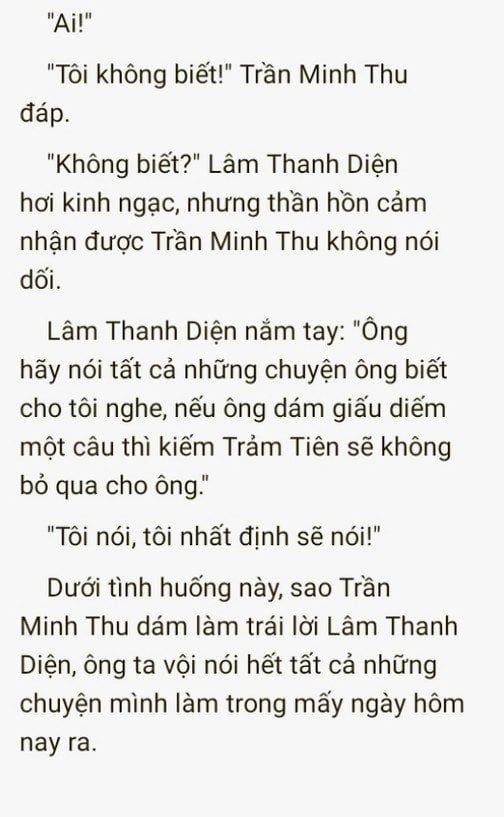 "Ai!"
"Tôi không biết!" Trần Minh Thu
đáp.
"Không biết?" Lâm Thanh Diện
hơi kinh ngạc, nhưng thần hồn cảm
nhận được Trần Minh Thu không nói
dối.
Lâm Thanh Diện nắm tay: "Ông
hãy nói tất cả những chuyện ông biết
cho tôi nghe, nếu ông dám giấu diếm
một câu thì kiếm Trảm Tiên sẽ không
bỏ qua cho ông."
"Tôi nói, tôi nhất định sẽ nói!"
Dưới tình huống này, sao Trần
Minh Thu dám làm trái lời Lâm Thanh
Diện, ông ta vội nói hết tất cả những
chuyện mình làm trong mấy ngày hôm
nay ra.